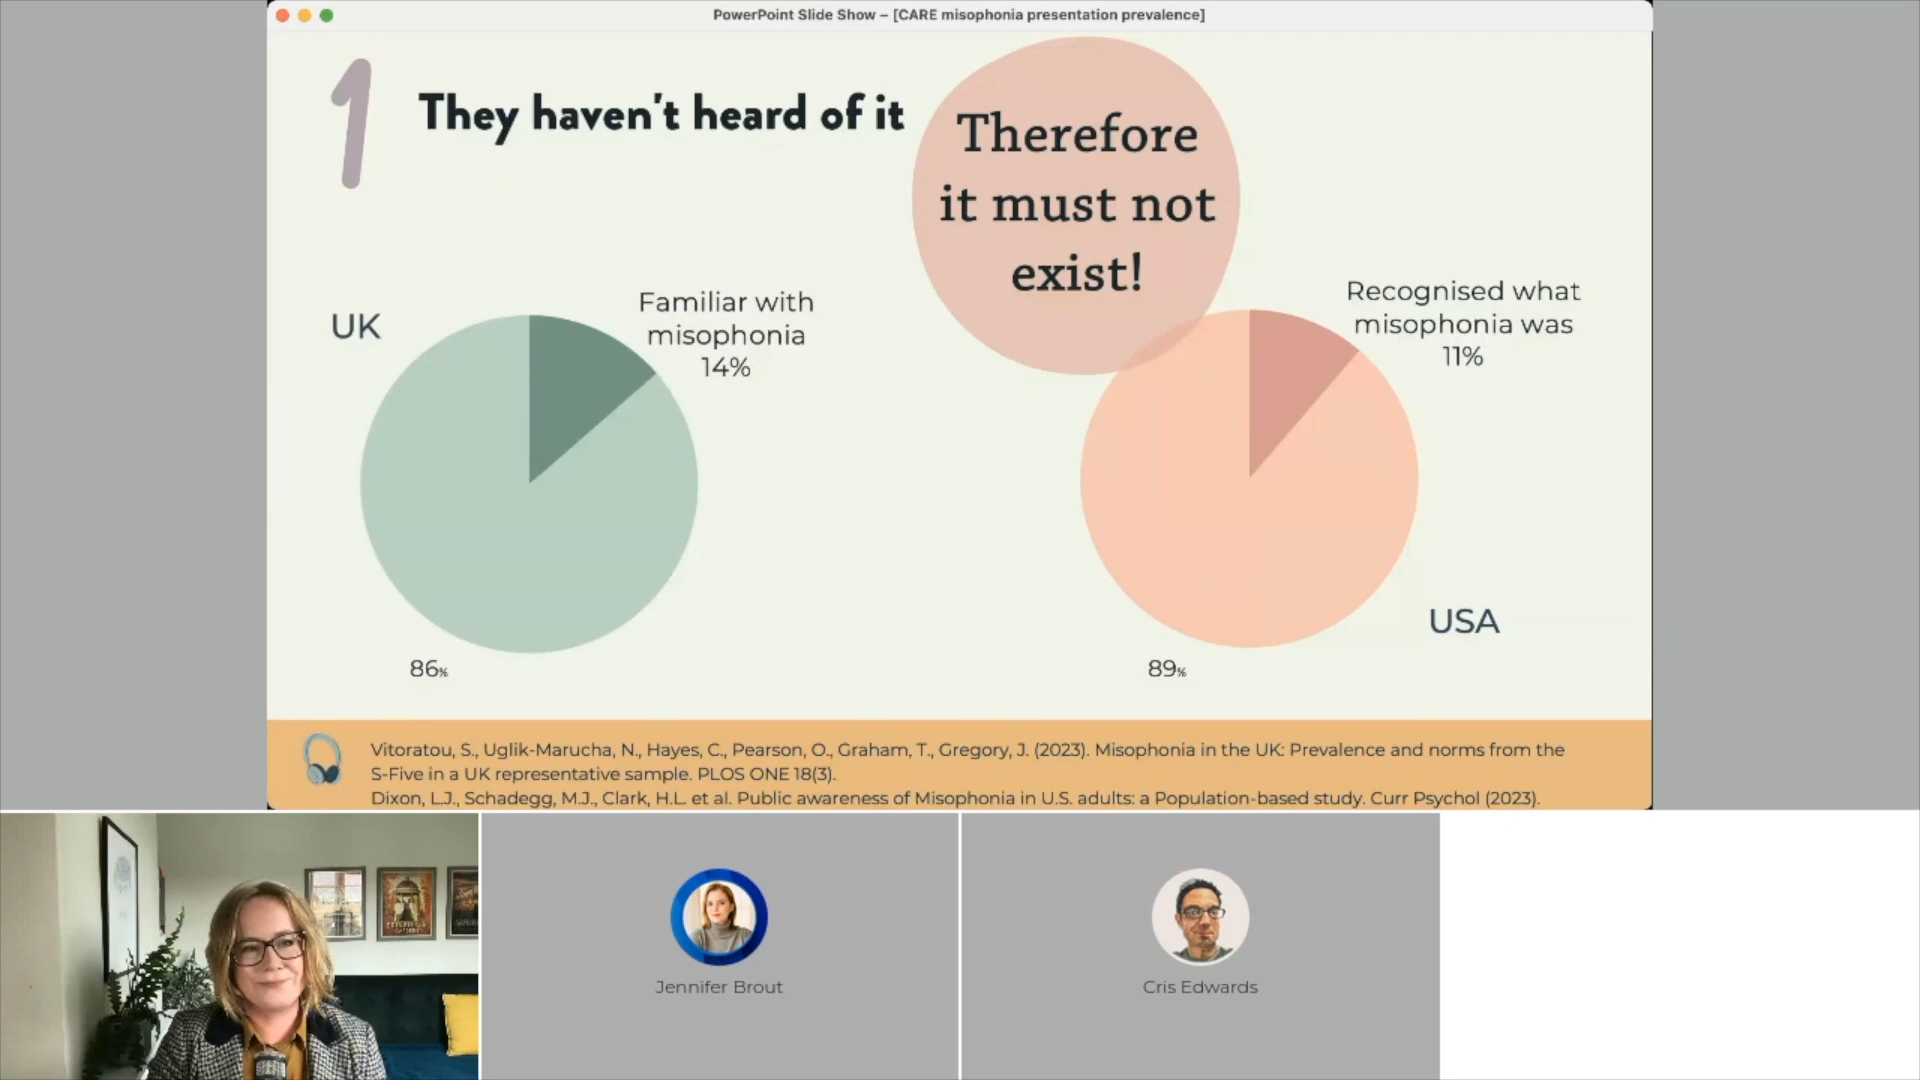 PowerPoint Slide Show – [CARE misophonia presentation prevalence]
1
They haven't heard of it
Therefore
it must not
exist!
UK
Familiar with
misophonia
14%
86%
Recognised what
misophonia was
11%
USA
89%
Vitoratou, S., Uglik-Marucha, N., Hayes, C., Pearson, O., Graham, T., Gregory, J. (2023). Misophonia in the UK: Prevalence and norms from the
S-Five in a UK representative sample. PLOS ONE 18(3).
Dixon, L.J., Schadegg, M.J., Clark, H.L. et al. Public awareness of Misophonia in U.S. adults: a Population-based study. Curr Psychol (2023).
Jennifer Brout
Cris Edwards